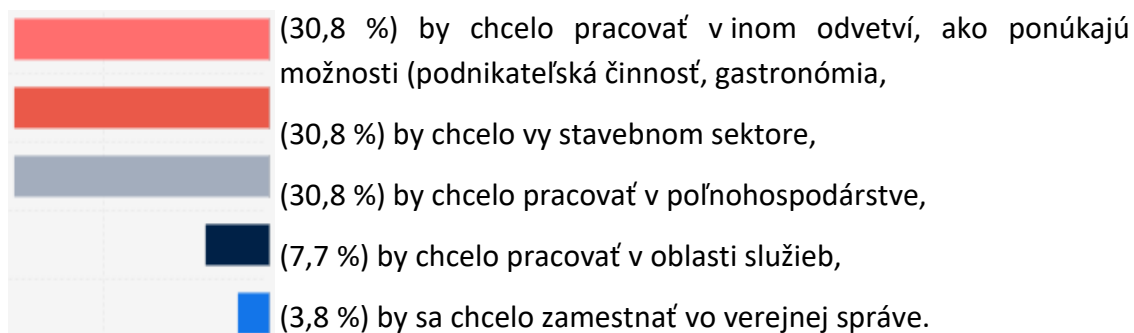 (30,8 %) by chcelo pracovať v inom odvetví, ako ponúkajú
možnosti (podnikateľská činnosť, gastronómia,
(30,8 %) by chcelo vy stavebnom sektore,
(30,8 %) by chcelo pracovať v poľnohospodárstve,
(7,7 %) by chcelo pracovať v oblasti služieb,
(3,8 %) by sa chcelo zamestnať vo verejnej správe.